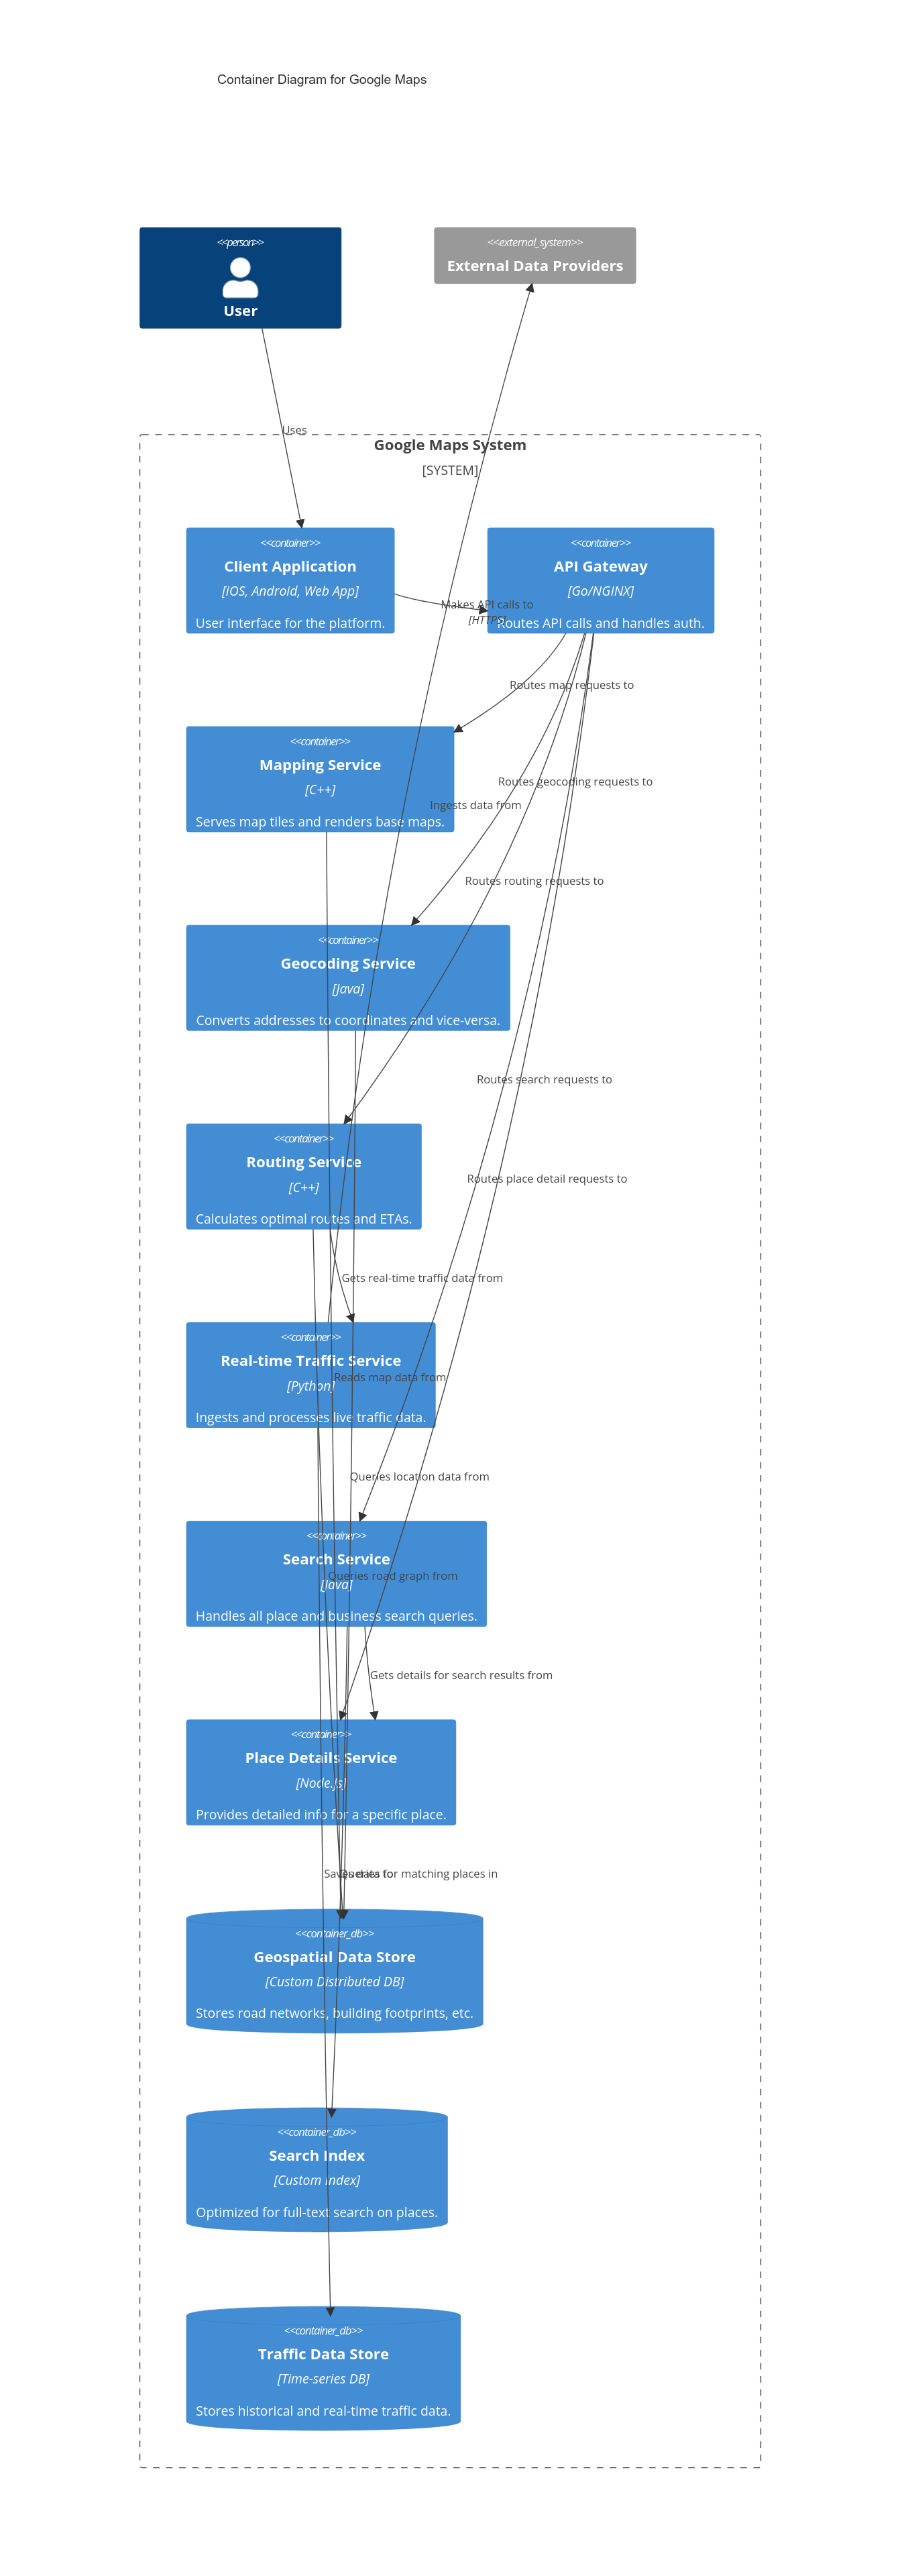 Container Diagram for Google Maps
<<person>>
User
<<external_system>>
External Data Providers
Uses
Google Maps System
[SYSTEM]
<<container>>
Client Application
[iOS, Android, Web App]
User interface for the platform.
<<container>>
API Gateway
[Go/NGINX]
Routes API calls and handles auth.
Makes API calls to
[HTTPS]
Routes map requests to
<<container>>
Mapping Service
[C++]
Serves map tiles and renders base maps.
Routes geocoding requests to
Ingests data from
Routes routing requests to
<<container>>
Geocoding Service
[Java]
Converts addresses to coordinates and vice-versa.
Routes search requests to
<<container>>
Routing Service
[C++]
Calculates optimal routes and ETAs.
Routes place detail requests to
Gets real-time traffic data from
<<container>>
Real-time Traffic Service
[Python]
Ingests and processes live traffic data.
Reads map data from
Queries location data from
<<container>>
Search Service
[Java]
Handles all place and business search queries.
Queries road graph from
Gets details for search results from
<<container>>
Place Details Service
[Node.js]
Provides detailed info for a specific place.
Saves data to
Queries for matching places in
<<container_db>>
Geospatial Data Store
[Custom Distributed DB]
Stores road networks, building footprints, etc.
<<container_db>>
Search Index
[Custom Index]
Optimized for full-text search on places.
<<container_db>>
Traffic Data Store
[Time-series DB]
Stores historical and real-time traffic data.